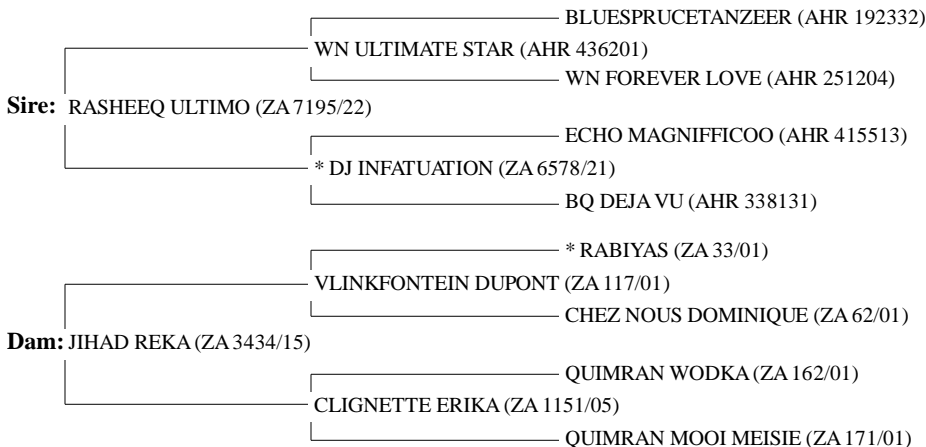 BLUESPRUCETANZEER (AHR 192332)
WN ULTIMATE STAR (AHR 436201)
WN FOREVER LOVE (AHR 251204)
Sire: RASHEEQ ULTIMO (ZA 7195/22)
ECHO MAGNIFFICOO (AHR 415513)
* DJ INFATUATION (ZA 6578/21)
BQ DEJA VU (AHR 338131)
* RABIYAS (ZA 33/01)
VLINKFONTEIN DUPONT (ZA 117/01)
CHEZ NOUS DOMINIQUE (ZA 62/01)
Dam: JIHAD REKA (ZA 3434/15)
QUIMRAN WODKA (ZA 162/01)
CLIGNETTE ERIKA (ZA 1151/05)
QUIMRAN MOOI MEISIE (ZA 171/01)